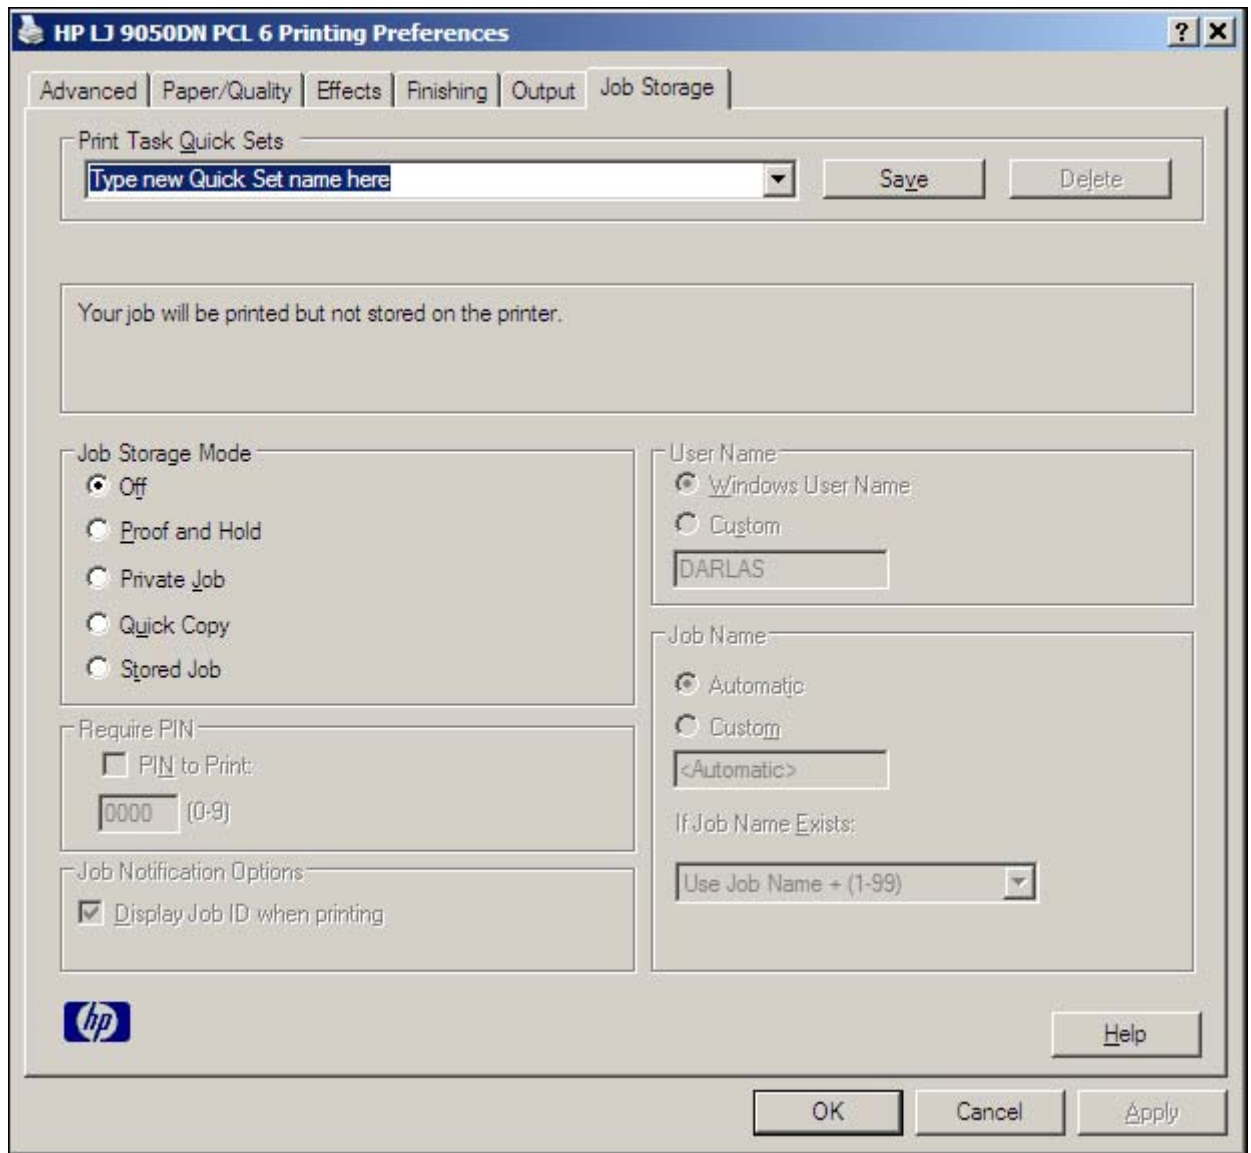 HP LJ 9050DN PCL 6 Printing Preferences
Advanced Paper/Quality Effects Finishing Output Job Storage
Print Task Quick Sets
Type new Quick Set name here Save Delete
Your job will be printed but not stored on the printer.
Job Storage Mode
Off
Proof and Hold
Private Job
Quick Copy
Stored Job
Require PIN
PIN to Print:
0000 (0-9)
Job Notification Options
Display Job ID when printing
User Name
Windows User Name
Custom
DARLAS
Job Name
Automatic
Custom
<Automatic>
If Job Name Exists:
Use Job Name + (1-99)
hp
Help
OK Cancel Apply